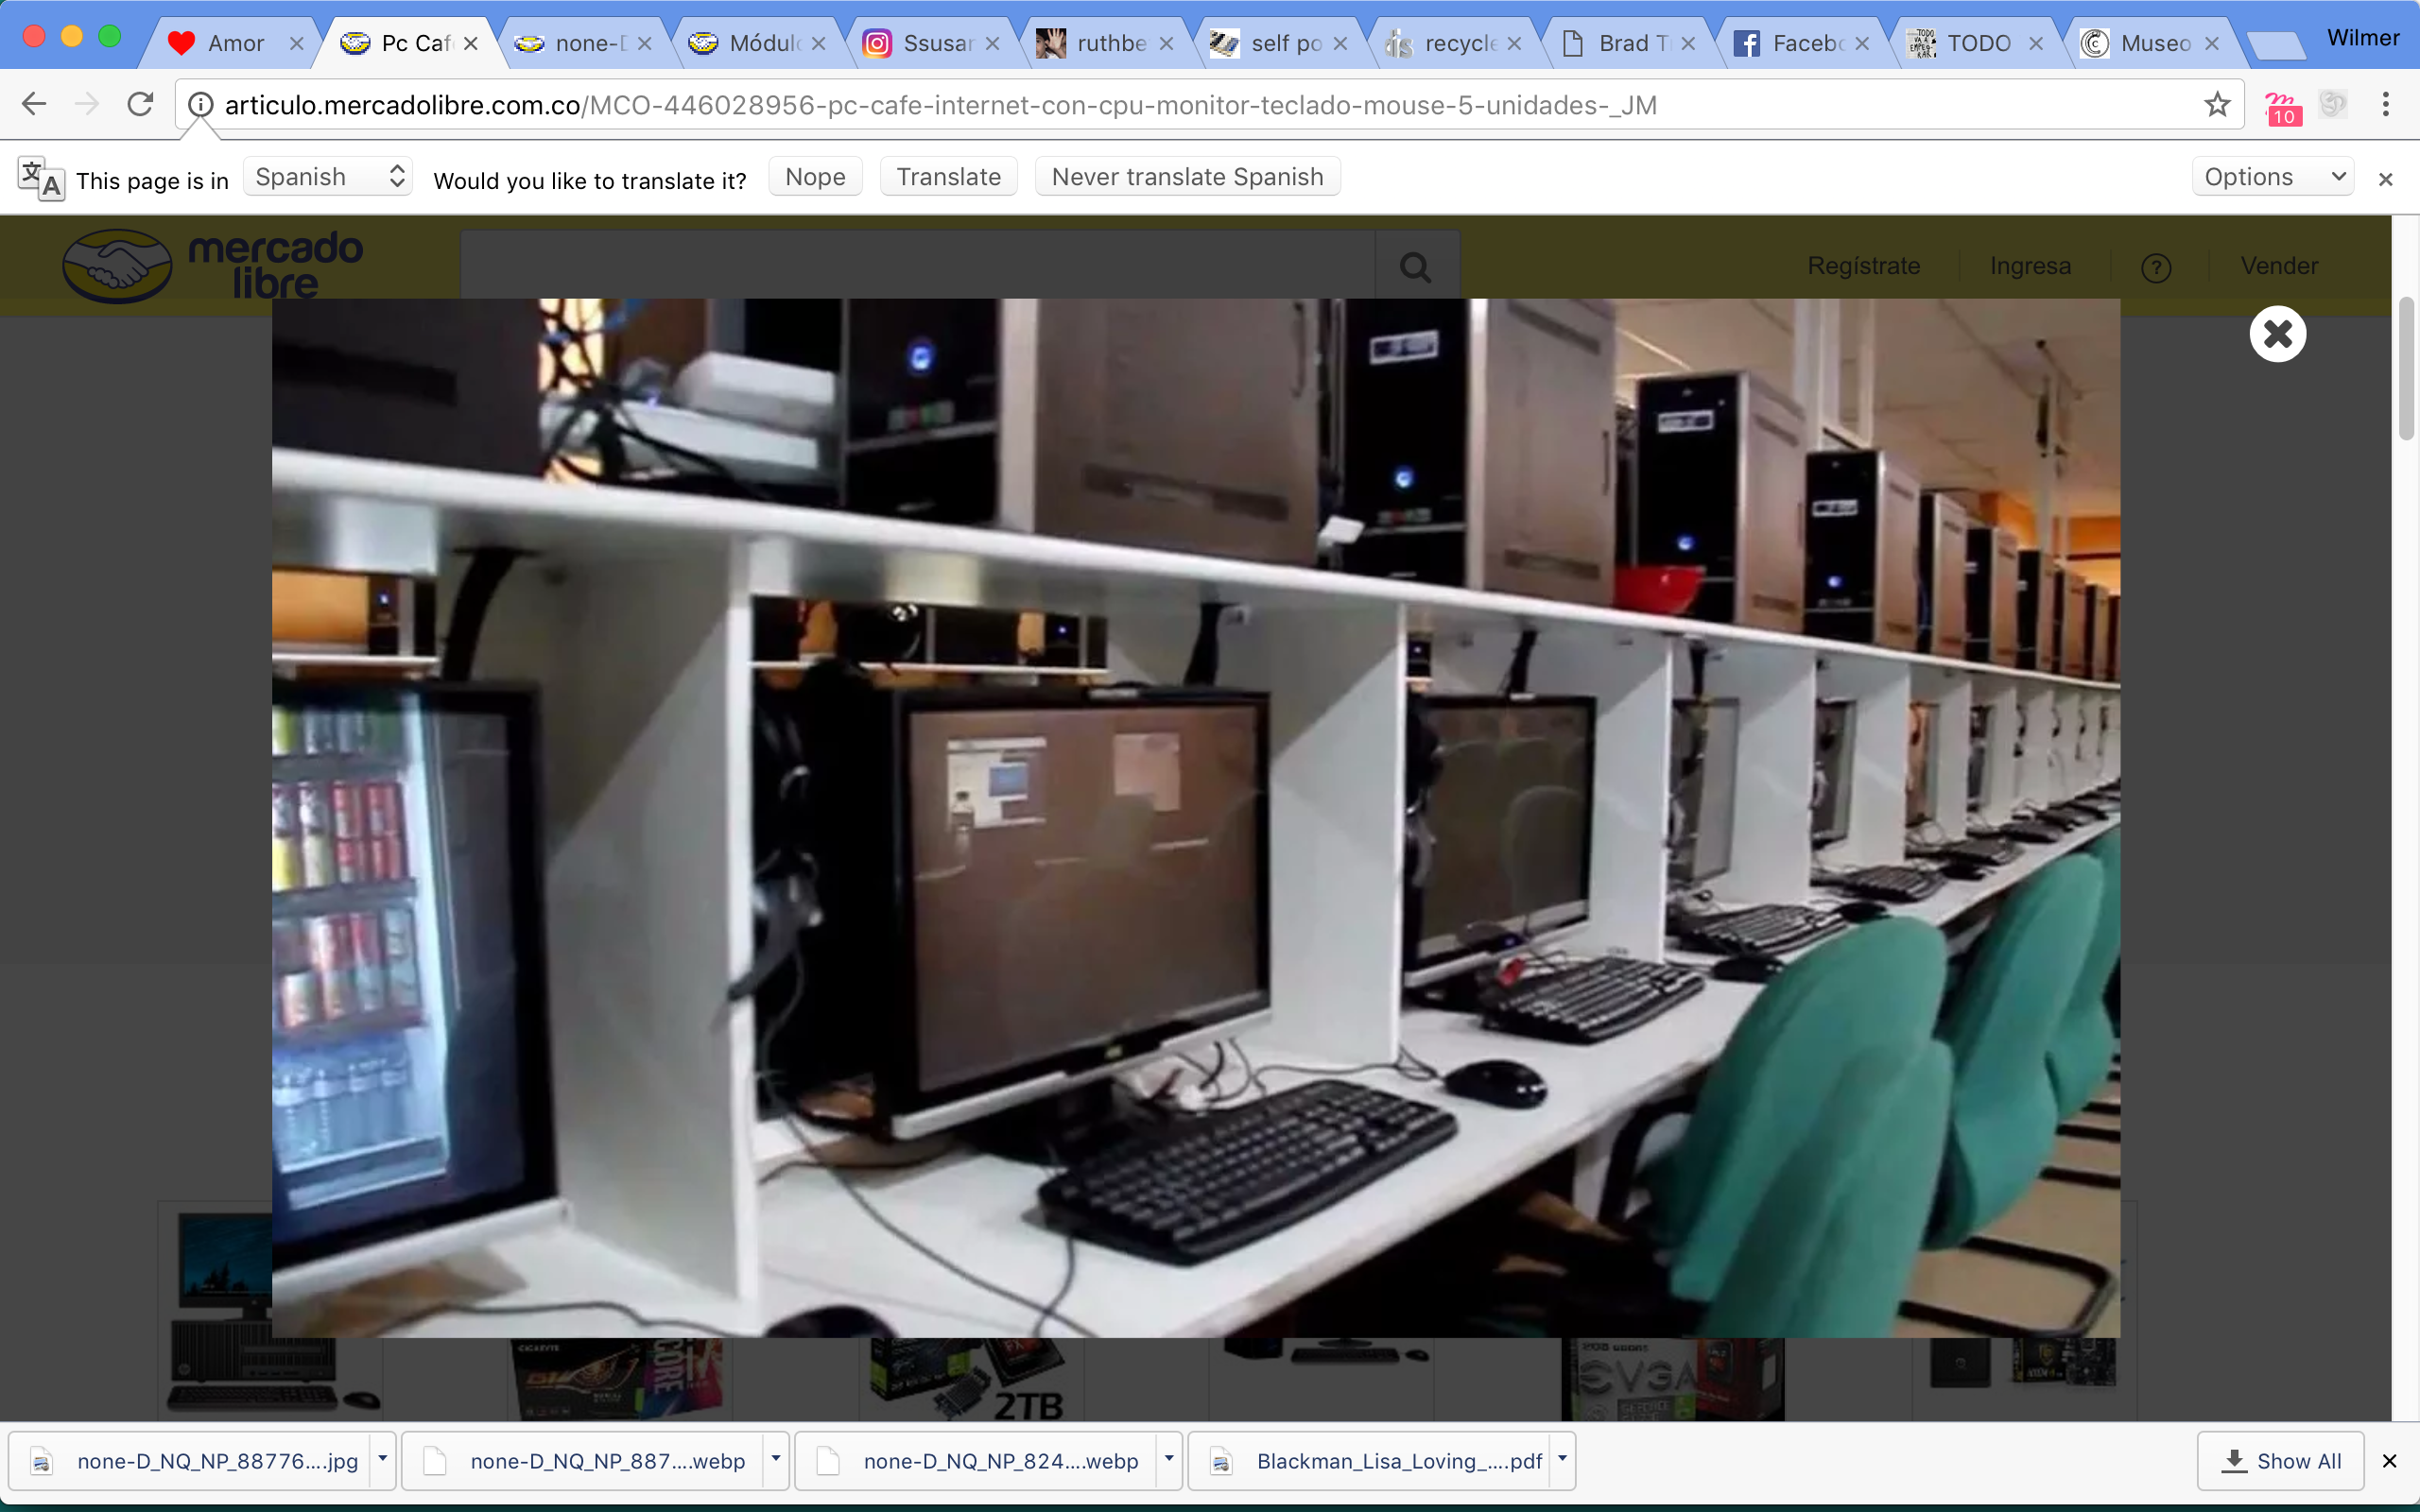 Amor
Pc Caf
none-D
Módulo
Ssusar
ruthbe
self po
recycle
Brad T
Facebo
TODO
Museo
Wilmer
articulo.mercadolibre.com.co/MCO-446028956-pc-cafe-internet-con-cpu-monitor-teclado-mouse-5-unidades-_JM
10
This page is in
Spanish
Would you like to translate it?
Nope
Translate
Never translate Spanish
Options
mercado
libre
Regístrate
Ingresa
Vender
GIGABYTE
CORE
2TB
EVGA
none-D_NQ_NP_88776....jpg
none-D_NQ_NP_887....webp
none-D_NQ_NP_824....webp
Blackman_Lisa_Loving_....pdf
Show All